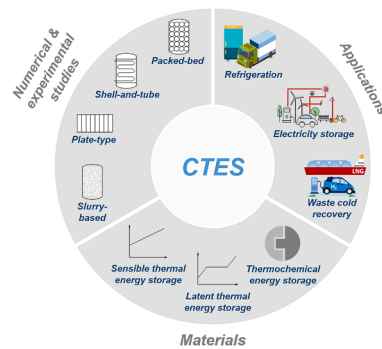 Numerical &
experimental
studies
Applications
Packed-bed
Refrigeration
Shell-and-tube
Electricity storage
Plate-type
CTES
LNG
H₂
Waste cold
recovery
Slurry-
based
Sensible thermal
energy storage
Thermochemical
energy storage
Latent thermal
energy storage
Materials